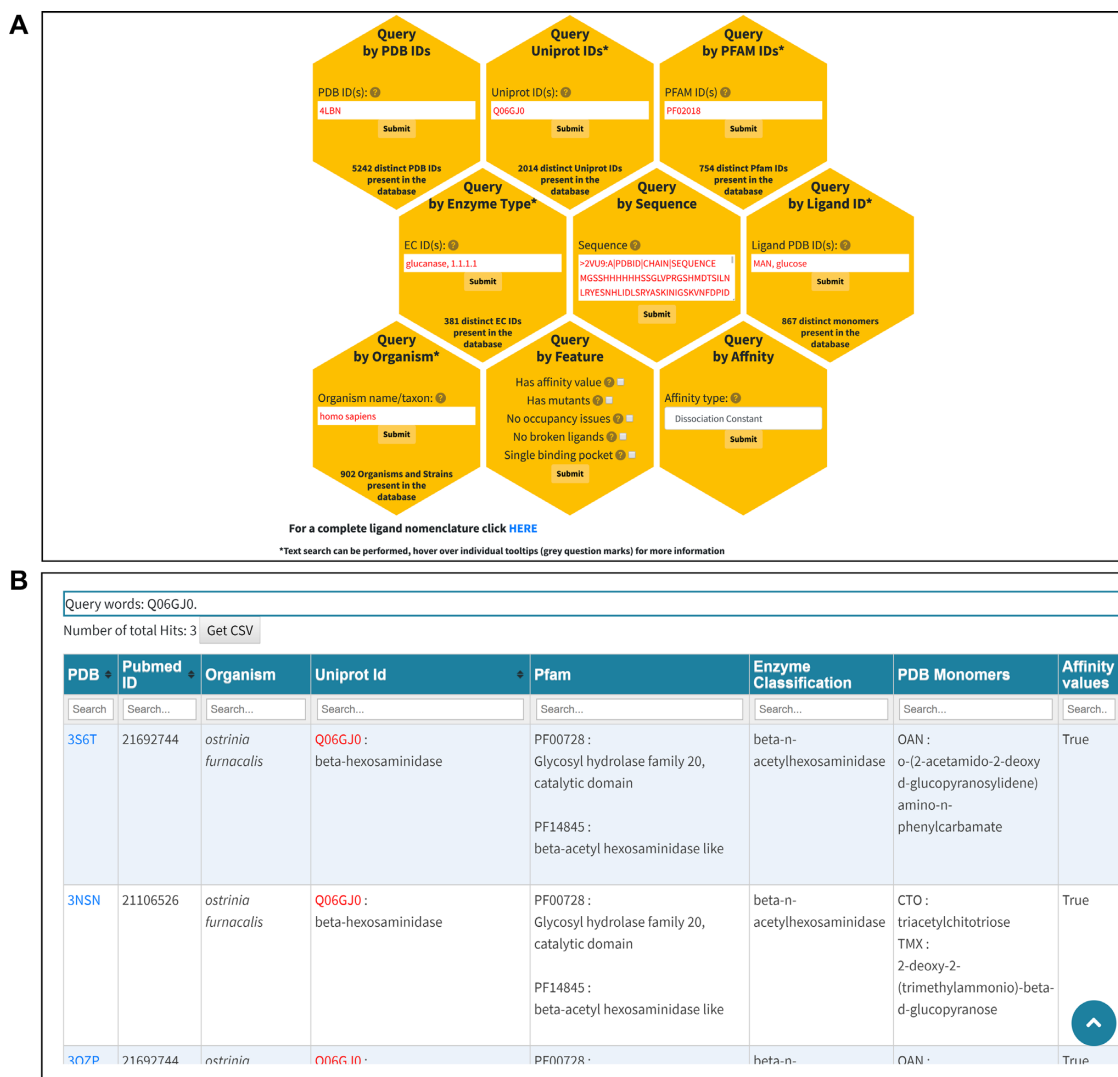 A
Query
by PDB IDs
PDB ID(s): ?
4LBN
Submit
5242 distinct PDB IDs
present in the
database
Query
Uniprot IDs*
Uniprot ID(s): ?
Q06GJ0
Submit
2014 distinct Uniprot IDs
present in the
database
Query
by PFAM IDs*
PFAM ID(s) ?
PF02018
Submit
754 distinct Pfam IDs
present in the
database
Query
by Enzyme Type*
EC ID(s): ?
glucanase, 1.1.1.1
Submit
381 distinct EC IDs
present in the
database
Query
by Sequence
Sequence ?
>2VU9:A|PDBID|CHAIN|SEQUENCE
MGSSHHHHHHSSGLVPRGSHMDTSILN
LRYESNHLIDLSRYASKINIGSKVNFDPID
Submit
Query
by Ligand ID*
Ligand PDB ID(s): ?
MAN, glucose
Submit
867 distinct monomers
present in the
database
Query
by Organism*
Organism name/taxon: ?
homo sapiens
Submit
902 Organisms and Strains
present in the
database
Query
by Feature
Has affinity value ?
Has mutants ?
No occupancy issues ?
No broken ligands ?
Single binding pocket ?
Submit
Query
by Affinity
Affinity type: ?
Dissociation Constant
Submit
For a complete ligand nomenclature click HERE
*Text search can be performed, hover over individual tooltips (grey question marks) for more information
B
Query words: Q06GJ0.
Number of total Hits: 3 Get CSV
PDB Pubmed ID Organism Uniprot Id Pfam Enzyme Classification PDB Monomers Affinity values
Search Search... Search... Search... Search... Search... Search... Search..
3S6T 21692744 ostrinia Q06GJ0 : PF00728 : beta-n- OAN : True
furnacalis beta-hexosaminidase Glycosyl hydrolase family 20, acetylhexosaminidase o-(2-acetamido-2-deoxy
catalytic domain d-glucopyranosylidene)
amino-n-
PF14845 : phenylcarbamate
beta-acetyl hexosaminidase like
3NSN 21106526 ostrinia Q06GJ0 : PF00728 : beta-n- CTO : True
furnacalis beta-hexosaminidase Glycosyl hydrolase family 20, acetylhexosaminidase triacetylchitotriose
catalytic domain TMX :
2-deoxy-2-
PF14845 : (trimethylammonio)-beta-
beta-acetyl hexosaminidase like d-glucopyranose
3OZP 21692744 ostrinia Q06GJ0 : PF00728 : beta-n- OAN : True